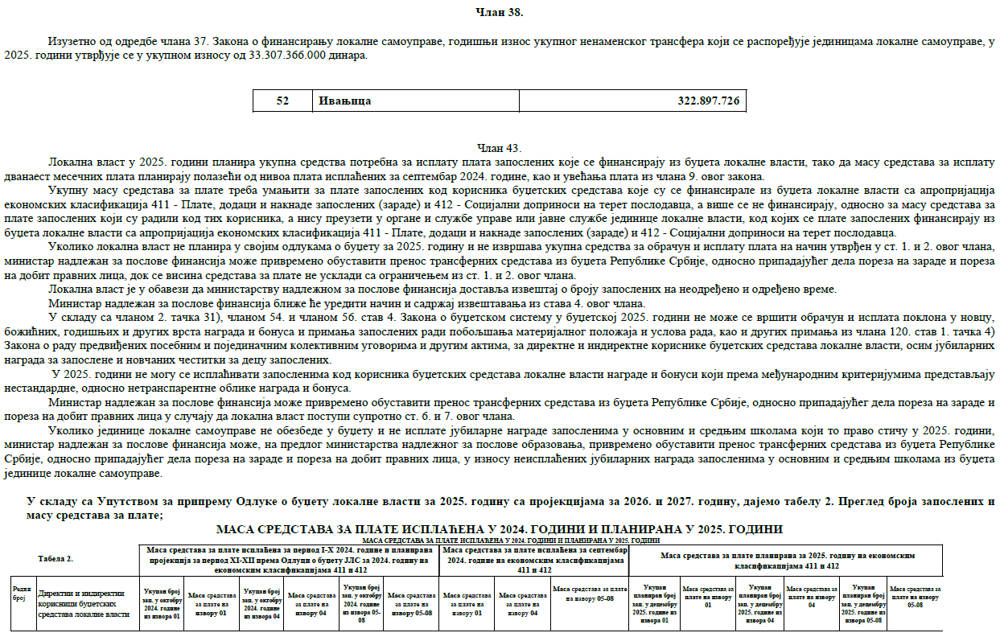 Члан 38.
Изузетно од одредбе члана 37. Закона о финансирању локалне самоуправе, годишњи износ укупног ненаменског трансфера који се распоређује јединицама локалне самоуправе, у
2025. години утврђује се у укупном износу од 33.307.366.000 динара.
52 Ивањица 322.897.726
Члан 43.
Локална власт у 2025. години планира укупна средства потребна за исплату плата запослених које се финансирају из буџета локалне власти, тако да масу средстава за исплату
дванаест месечних плата планирају полазећи од нивоа плата исплаћених за септембар 2024. године, као и увећања плата из члана 9. овог закона.
Укупну масу средстава за плате треба умањити за плате запослених код корисника буџетских средстава које су се финансирале из буџета локалне власти са апропријација
економских класификација 411 - Плате, додаци и накнаде запослених (зараде) и 412 - Социјални доприноси на терет послодавца, а више се не финансирају, односно за масу средстава за
плате запослених који су радили код тих корисника, а нису преузети у органе и службе управе или јавне службе јединице локалне власти, код којих се плате запослених финансирају из
буџета локалне власти са апропријација економских класификација 411 - Плате, додаци и накнаде запослених (зараде) и 412 - Социјални доприноси на терет послодавца.
Уколико локална власт не планира у својим одлукама о буџету за 2025. годину и не извршава укупна средства за обрачун и исплату плата на начин утврђен у ст. 1. и 2. овог члана,
министар надлежан за послове финансија може привремено обуставити пренос трансферних средстава из буџета Републике Србије, односно припадајућег дела пореза на зараде и пореза
на добит правних лица, док се висина средстава за плате не усклади са ограничењем из ст. 1. и 2. овог члана.
Локална власт је у обавези да министарству надлежном за послове финансија доставља извештај о броју запослених на неодређено и одређено време.
Министар надлежан за послове финансија ближе ће уредити начин и садржај извештавања из става 4. овог члана.
У складу са чланом 2. тачка 31), чланом 54. и чланом 56. став 4. Закона о буџетском систему у буџетској 2025. години не може се вршити обрачун и исплата поклона у новцу,
божићних, годишњих и других врста награда и бонуса и примања запослених ради побољшања материјалног положаја и услова рада, као и других примања из члана 120. став 1. тачка 4)
Закона о раду предвиђених посебним и појединачним колективним уговорима и другим актима, за директне и индиректне кориснике буџетских средстава локалне власти, осим јубиларних
награда за запослене и новчаних честитки за децу запослених.
У 2025. години не могу се исплаћивати запосленима код корисника буџетских средстава локалне власти награде и бонуси који према међународним критеријумима представљају
нестандардне, односно нетранспарентне облике награда и бонуса.
Министар надлежан за послове финансија може привремено обуставити пренос трансферних средстава из буџета Републике Србије, односно припадајућег дела пореза на зараде и
пореза на добит правних лица у случају да локална власт поступи супротно ст. 6. и 7. овог члана.
Уколико јединице локалне самоуправе не обезбеде у буџету и не исплате јубиларне награде запосленима у основним и средњим школама који то право стичу у 2025. години,
министар надлежан за послове финансија може, на предлог министарства надлежног за послове образовања, привремено обуставити пренос трансферних средстава из буџета Републике
Србије, односно припадајућег дела пореза на зараде и пореза на добит правних лица, у износу неисплаћених јубиларних награда запосленима у основним и средњим школама из буџета
јединице локалне самоуправе.
У складу са Упутством за припрему Одлуке о буџету локалне власти за 2025. годину са пројекцијама за 2026. и 2027. годину, дајемо табелу 2. Преглед броја запослених и
масу средстава за плате;
МАСА СРЕДСТАВА ЗА ПЛАТЕ ИСПЛАЋЕНА У 2024. ГОДИНИ И ПЛАНИРАНА У 2025. ГОДИНИ
МАСА СРЕДСТАВА ЗА ПЛАТЕ ИСПЛАЋЕНА У 2024. ГОДИНИ И ПЛАНИРАНА У 2025. ГОДИНИ
Табела 2.
Маса средстава за плате исплаћена за период I-X 2024. године и планирана
пројекција за период XI-XII према Одлуци о буџету ЈЛС за 2024. годину на
економским класификацијама 411 и 412
Маса средстава за плате исплаћена за септембар
2024. године на економским класификацијама
411 и 412
Маса средстава за плате планирана за 2025. годину на економским
класификацијама 411 и 412
Редни
број
Директни и индиректни
корисници буџетских
средстава локалне власти
Укупан број
зап. у октобру
2024. године
из извора 01
Маса средстава
за плате на
извору 01
Укупан број
зап. у октобру
2024. године
из извора 04
Маса средстава
за плате на
извору 04
Укупан број
зап. у октобру
2024. године
из извора 05-
08
Маса средстава
за плате на
извору 05-08
Маса средстава
за плате на
извору 01
Маса средстава
за плате на
извору 04
Маса средстава за плате
на извору 05-08
Укупан
планиран број
зап. у децембру
2025. године из
извора 01
Маса средстава за
плате на извору
01
Укупан
планиран број
зап. у децембру
2025. године из
извора 04
Маса средстава за
плате на извору
04
Укупан
планиран број
зап. у децембру
2025. године из
извора 05-08
Маса средстава за
плате на извору
05-08